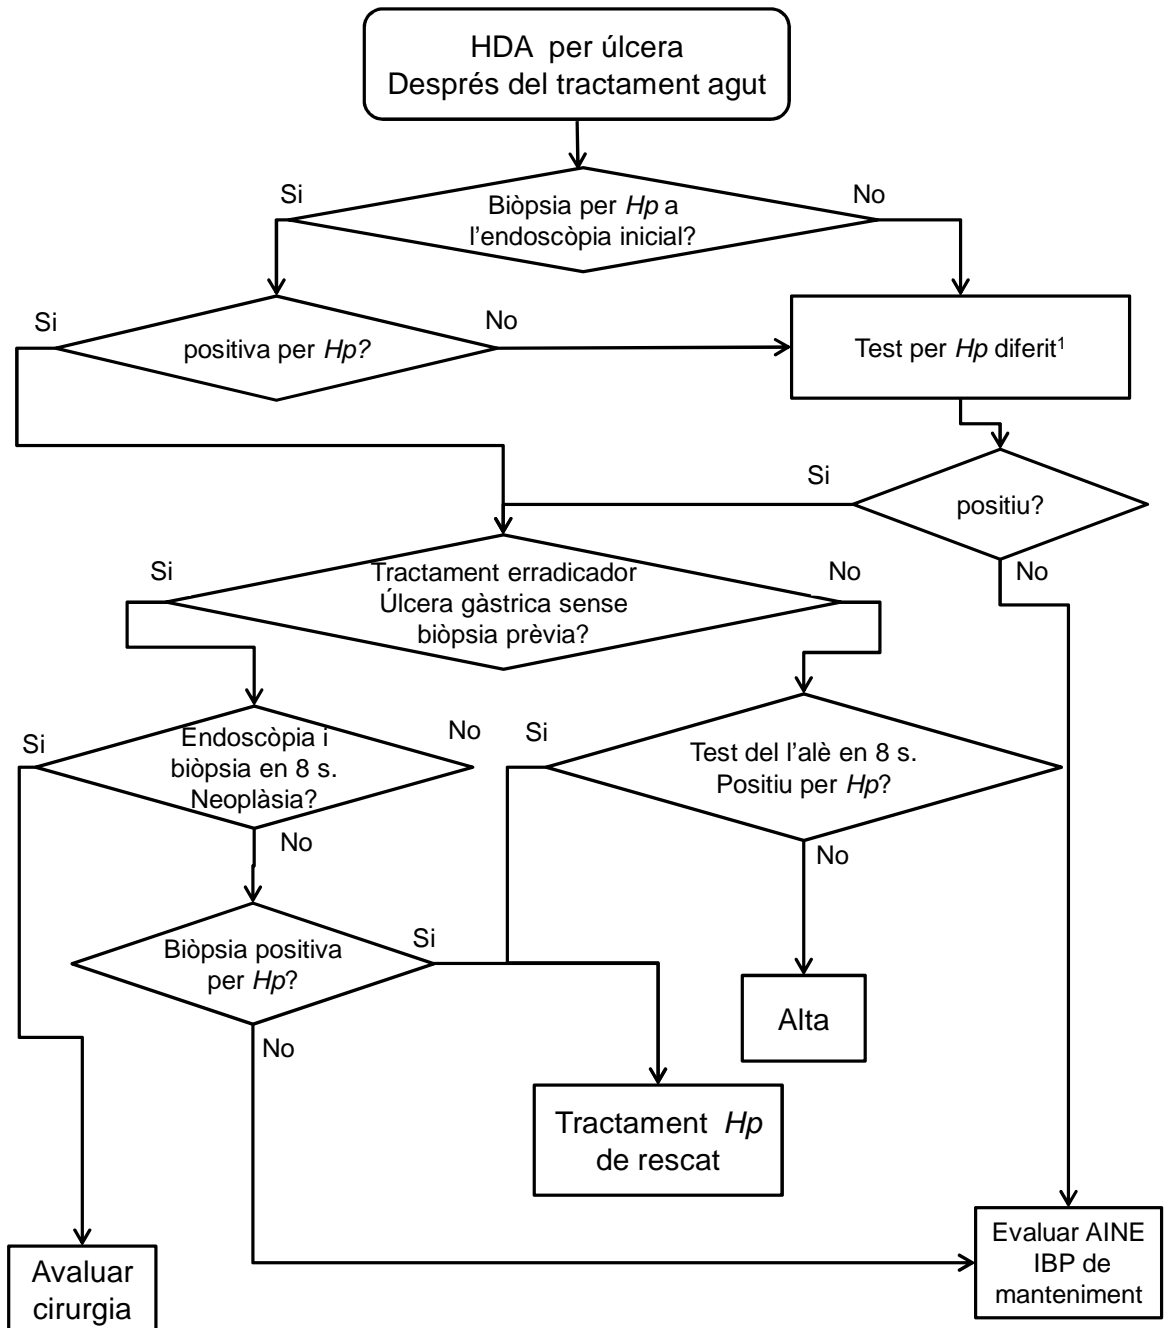 HDA per úlcera
Després del tractament agut
Si
No
Biòpsia per Hp a
l'endoscòpia inicial?
Si
No
positiva per Hp?
Test per Hp diferit¹
Si
positiu?
No
Si
No
Tractament erradicador
Úlcera gàstrica sense
biòpsia prèvia?
Si
No
Endoscòpia i
biòpsia en 8 s.
Neoplàsia?
Si
Test del l'alè en 8 s.
Positiu per Hp?
No
No
Si
Biòpsia positiva
per Hp?
No
Alta
Tractament Hp
de rescat
Avaluar
cirurgia
Evaluar AINE
IBP de
manteniment